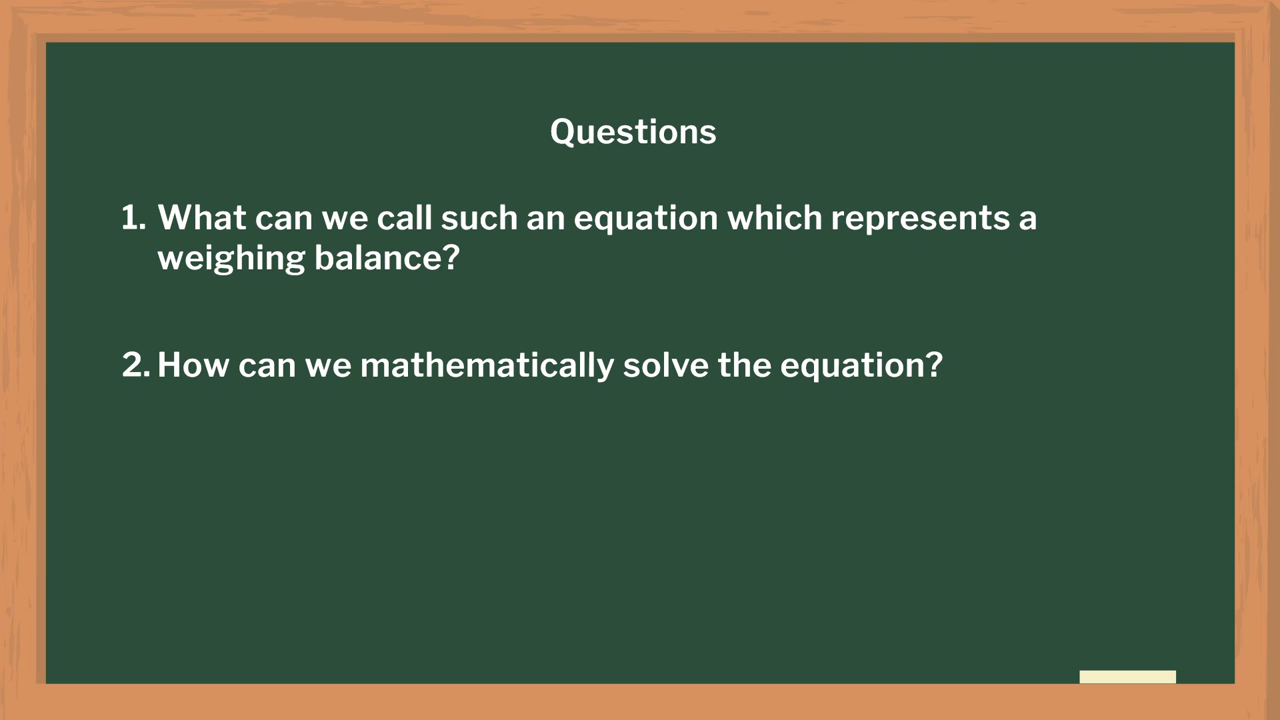 Questions
1. What can we call such an equation which represents a
weighing balance?
2. How can we mathematically solve the equation?